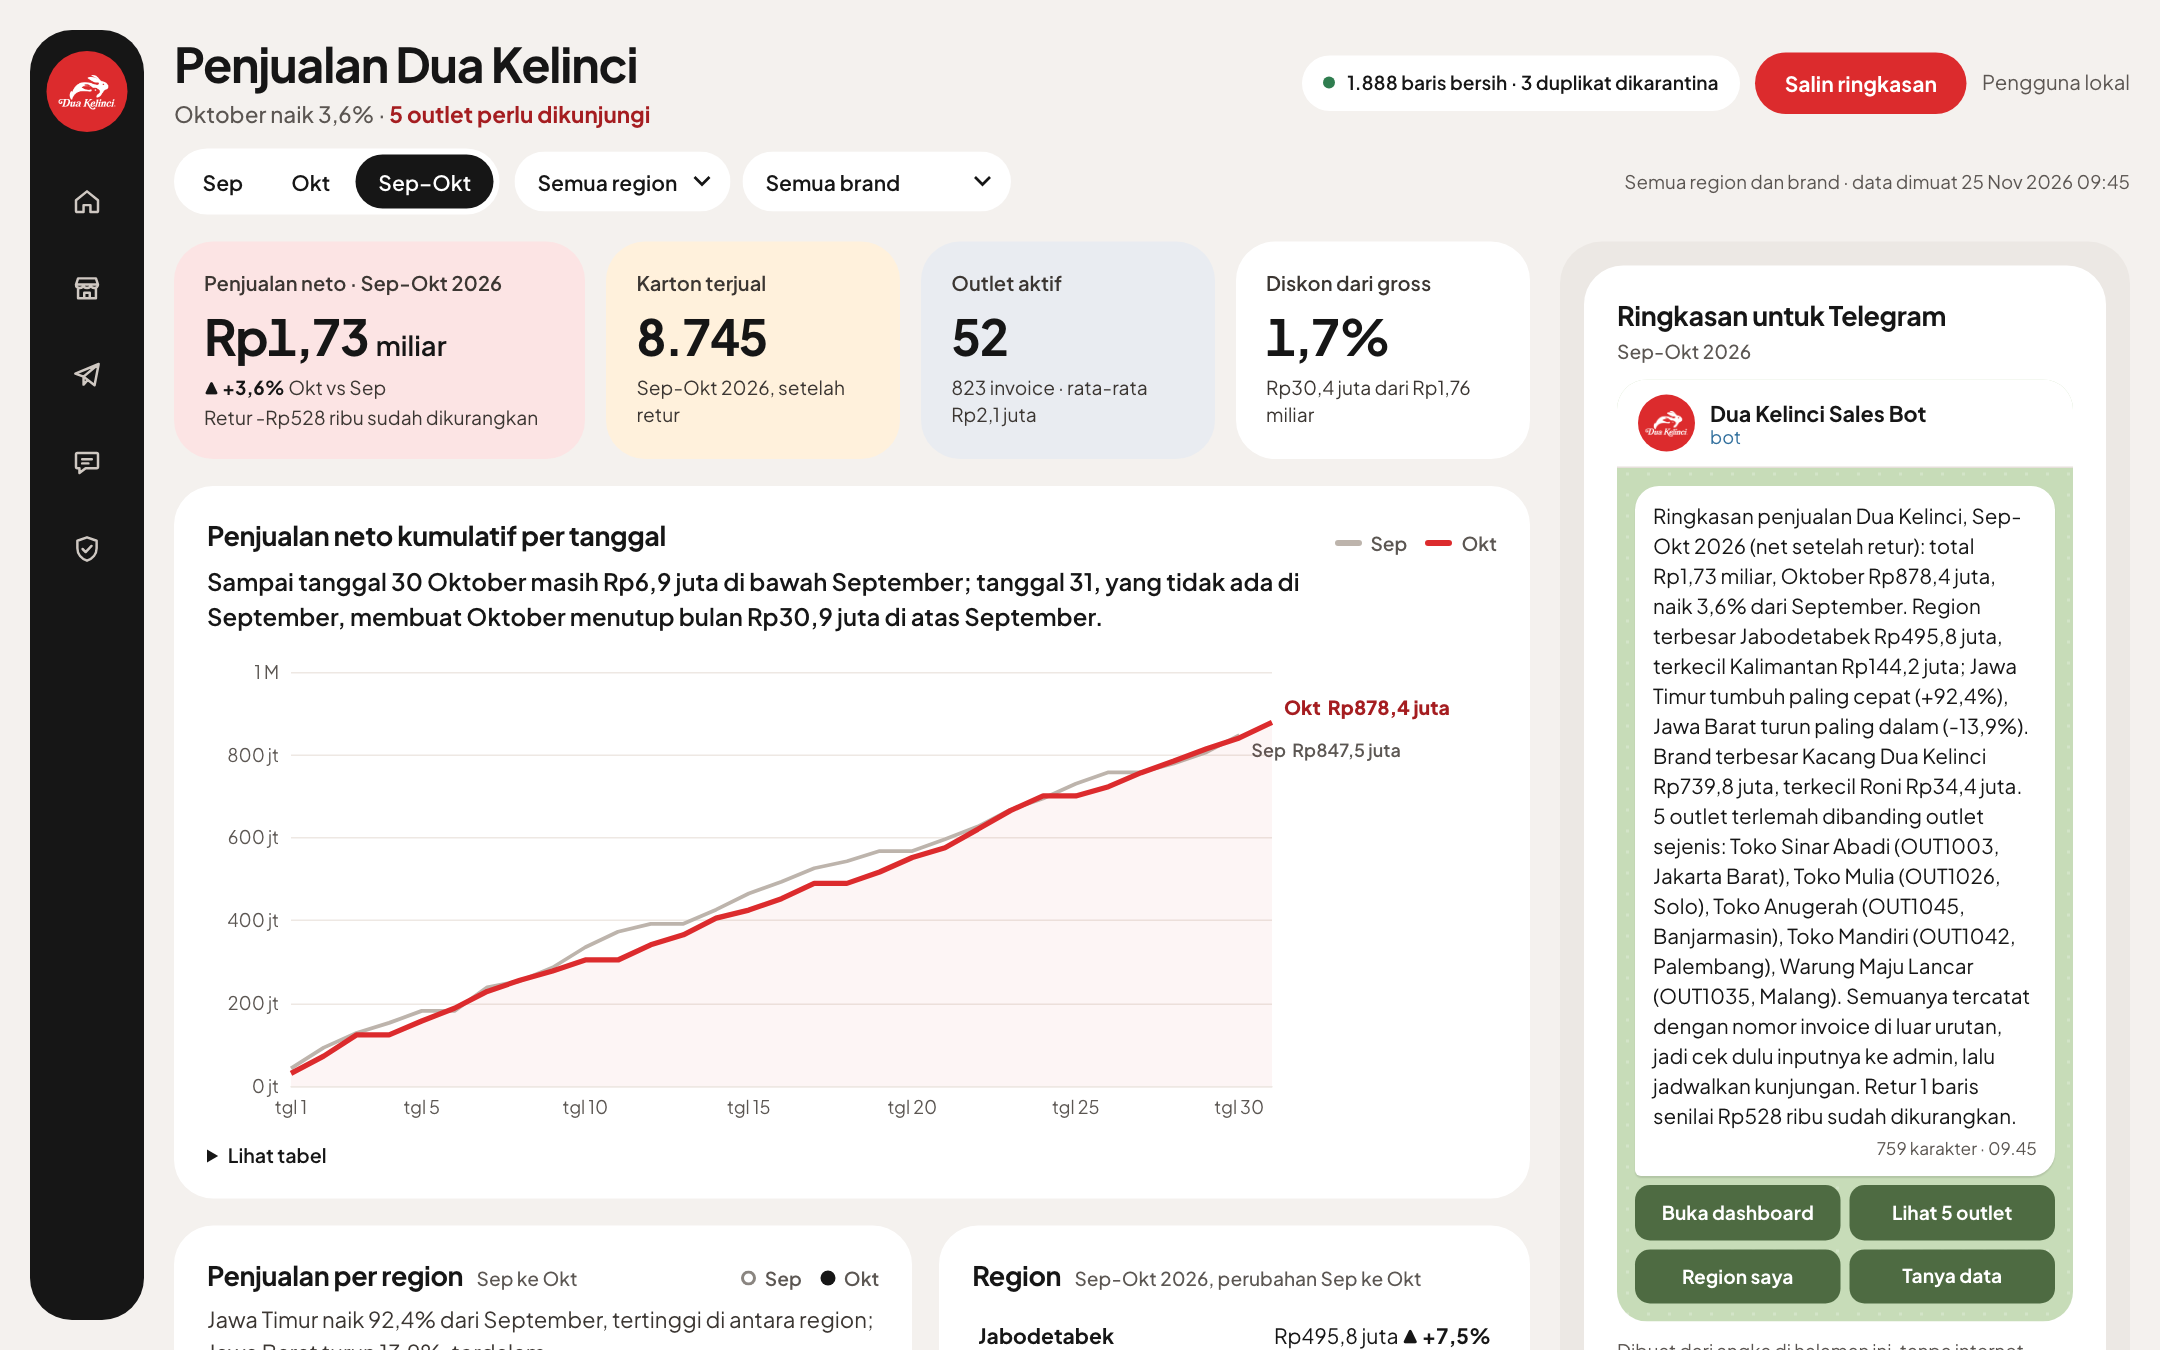 Dua Kelinci
Penjualan Dua Kelinci
Oktober naik 3,6% · 5 outlet perlu dikunjungi
1.888 baris bersih · 3 duplikat dikarantina
Salin ringkasan
Pengguna lokal
Sep
Okt
Sep–Okt
Semua region
Semua brand
Semua region dan brand · data dimuat 25 Nov 2026 09:45
Penjualan neto · Sep–Okt 2026
Rp1,73 miliar
▲ +3,6% Okt vs Sep
Retur -Rp528 ribu sudah dikurangkan
Karton terjual
8.745
Sep–Okt 2026, setelah
retur
Outlet aktif
52
823 invoice · rata-rata
Rp2,1 juta
Diskon dari gross
1,7%
Rp30,4 juta dari Rp1,76
miliar
Penjualan neto kumulatif per tanggal
Sep
Okt
Sampai tanggal 30 Oktober masih Rp6,9 juta di bawah September; tanggal 31, yang tidak ada di
September, membuat Oktober menutup bulan Rp30,9 juta di atas September.
1 M
800 jt
600 jt
400 jt
200 jt
0 jt
Okt Rp878,4 juta
Sep Rp847,5 juta
tgl 1
tgl 5
tgl 10
tgl 15
tgl 20
tgl 25
tgl 30
▶ Lihat tabel
Penjualan per region Sep ke Okt
Sep
Okt
Jawa Timur naik 92,4% dari September, tertinggi di antara region;
Jawa Barat turun 13,9%, terdalam.
Region Sep–Okt 2026, perubahan Sep ke Okt
Jabodetabek Rp495,8 juta ▲ +7,5%
Ringkasan untuk Telegram
Sep–Okt 2026
Dua Kelinci
Dua Kelinci Sales Bot
bot
Ringkasan penjualan Dua Kelinci, Sep–
Okt 2026 (net setelah retur): total
Rp1,73 miliar, Oktober Rp878,4 juta,
naik 3,6% dari September. Region
terbesar Jabodetabek Rp495,8 juta,
terkecil Kalimantan Rp144,2 juta; Jawa
Timur tumbuh paling cepat (+92,4%),
Jawa Barat turun paling dalam (-13,9%).
Brand terbesar Kacang Dua Kelinci
Rp739,8 juta, terkecil Roni Rp34,4 juta.
5 outlet terlemah dibanding outlet
sejenis: Toko Sinar Abadi (OUT1003,
Jakarta Barat), Toko Mulia (OUT1026,
Solo), Toko Anugerah (OUT1045,
Banjarmasin), Toko Mandiri (OUT1042,
Palembang), Warung Maju Lancar
(OUT1035, Malang). Semuanya tercatat
dengan nomor invoice di luar urutan,
jadi cek dulu inputnya ke admin, lalu
jadwalkan kunjungan. Retur 1 baris
senilai Rp528 ribu sudah dikurangkan.
759 karakter · 09.45
Buka dashboard
Lihat 5 outlet
Region saya
Tanya data
Dibuat dari angka di halaman ini, tanpa internet